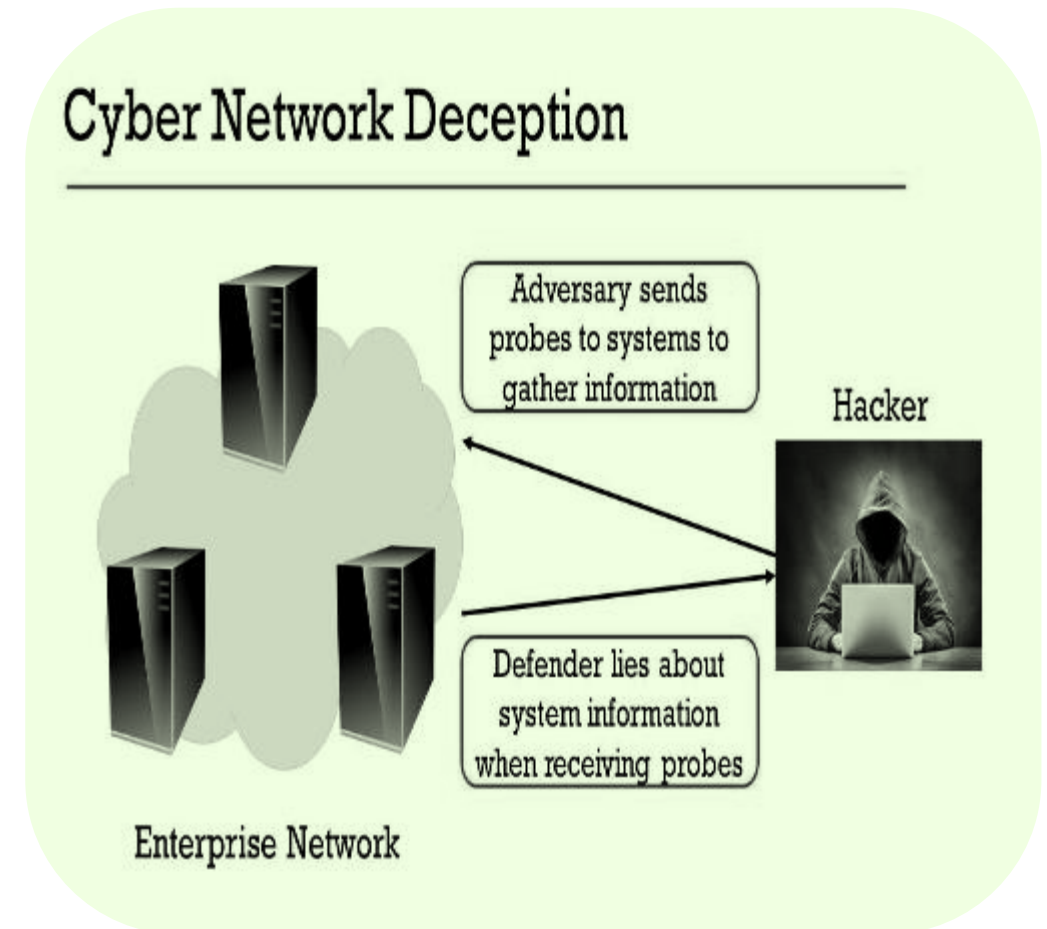 Cyber Network Deception
Adversary sends
probes to systems to
gather information
Hacker
Defender lies about
system information
when receiving probes
Enterprise Network